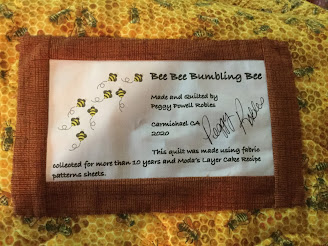 Bee Bee Bumbling Bee
Made and Quilted by
Peggy Powell Robles
Carmichael CA
2020
Peggy Robles
This quilt was made using fabric
collected for more than 10 years and Moda's Layer Cake Recipe
patterns sheets.